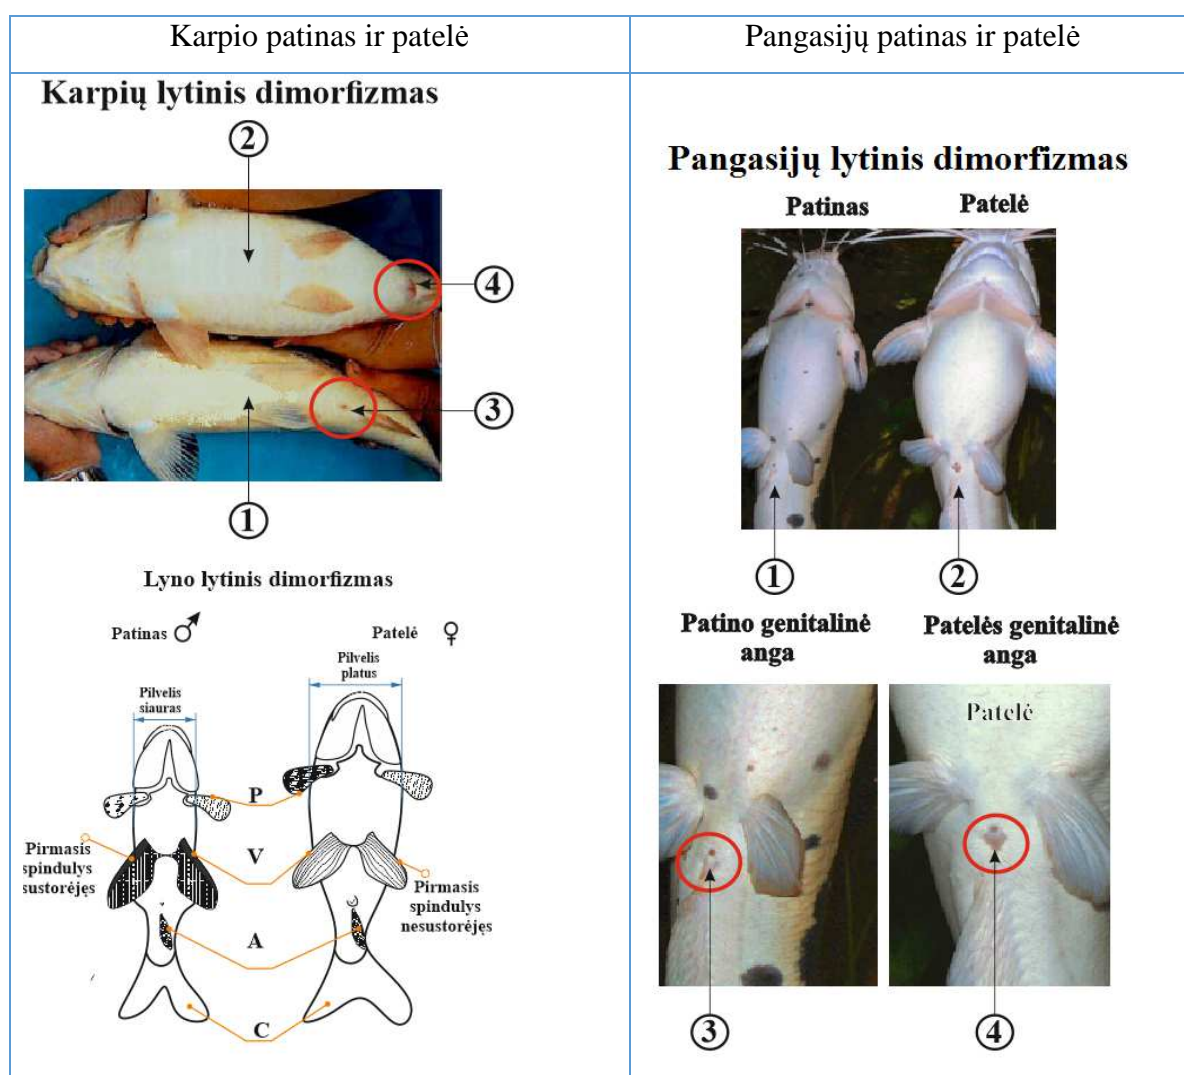 Karpio patinas ir patelė
Karpių lytinis dimorfizmas
2
4
3
1
Lyno lytinis dimorfizmas
Patinas ♂
Patelė ♀
Pilvelis
siauras
Pilvelis
platus
P
V
A
C
Pirmasis
spindulys
sustorėjęs
Pirmasis
spindulys
nesustorėjęs
Pangasijų patinas ir patelė
Pangasijų lytinis dimorfizmas
Patinas
Patelė
1
2
Patino genitalinė
anga
Patelės genitalinė
anga
Patelė
3
4